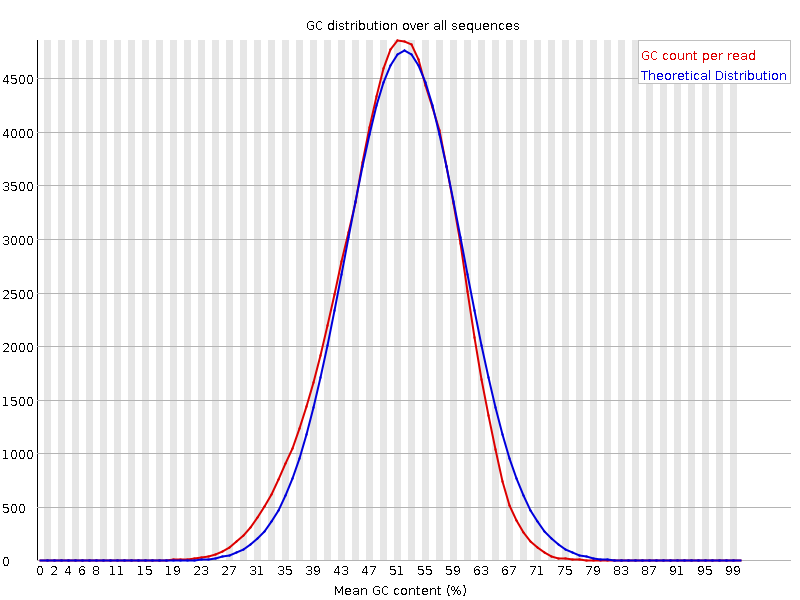 GC distribution over all sequences
GC count per read
Theoretical Distribution
4500
4000
3500
3000
2500
2000
1500
1000
500
0
0 2 4 6 8 11 15 19 23 27 31 35 39 43 47 51 55 59 63 67 71 75 79 83 87 91 95 99
Mean GC content (%)